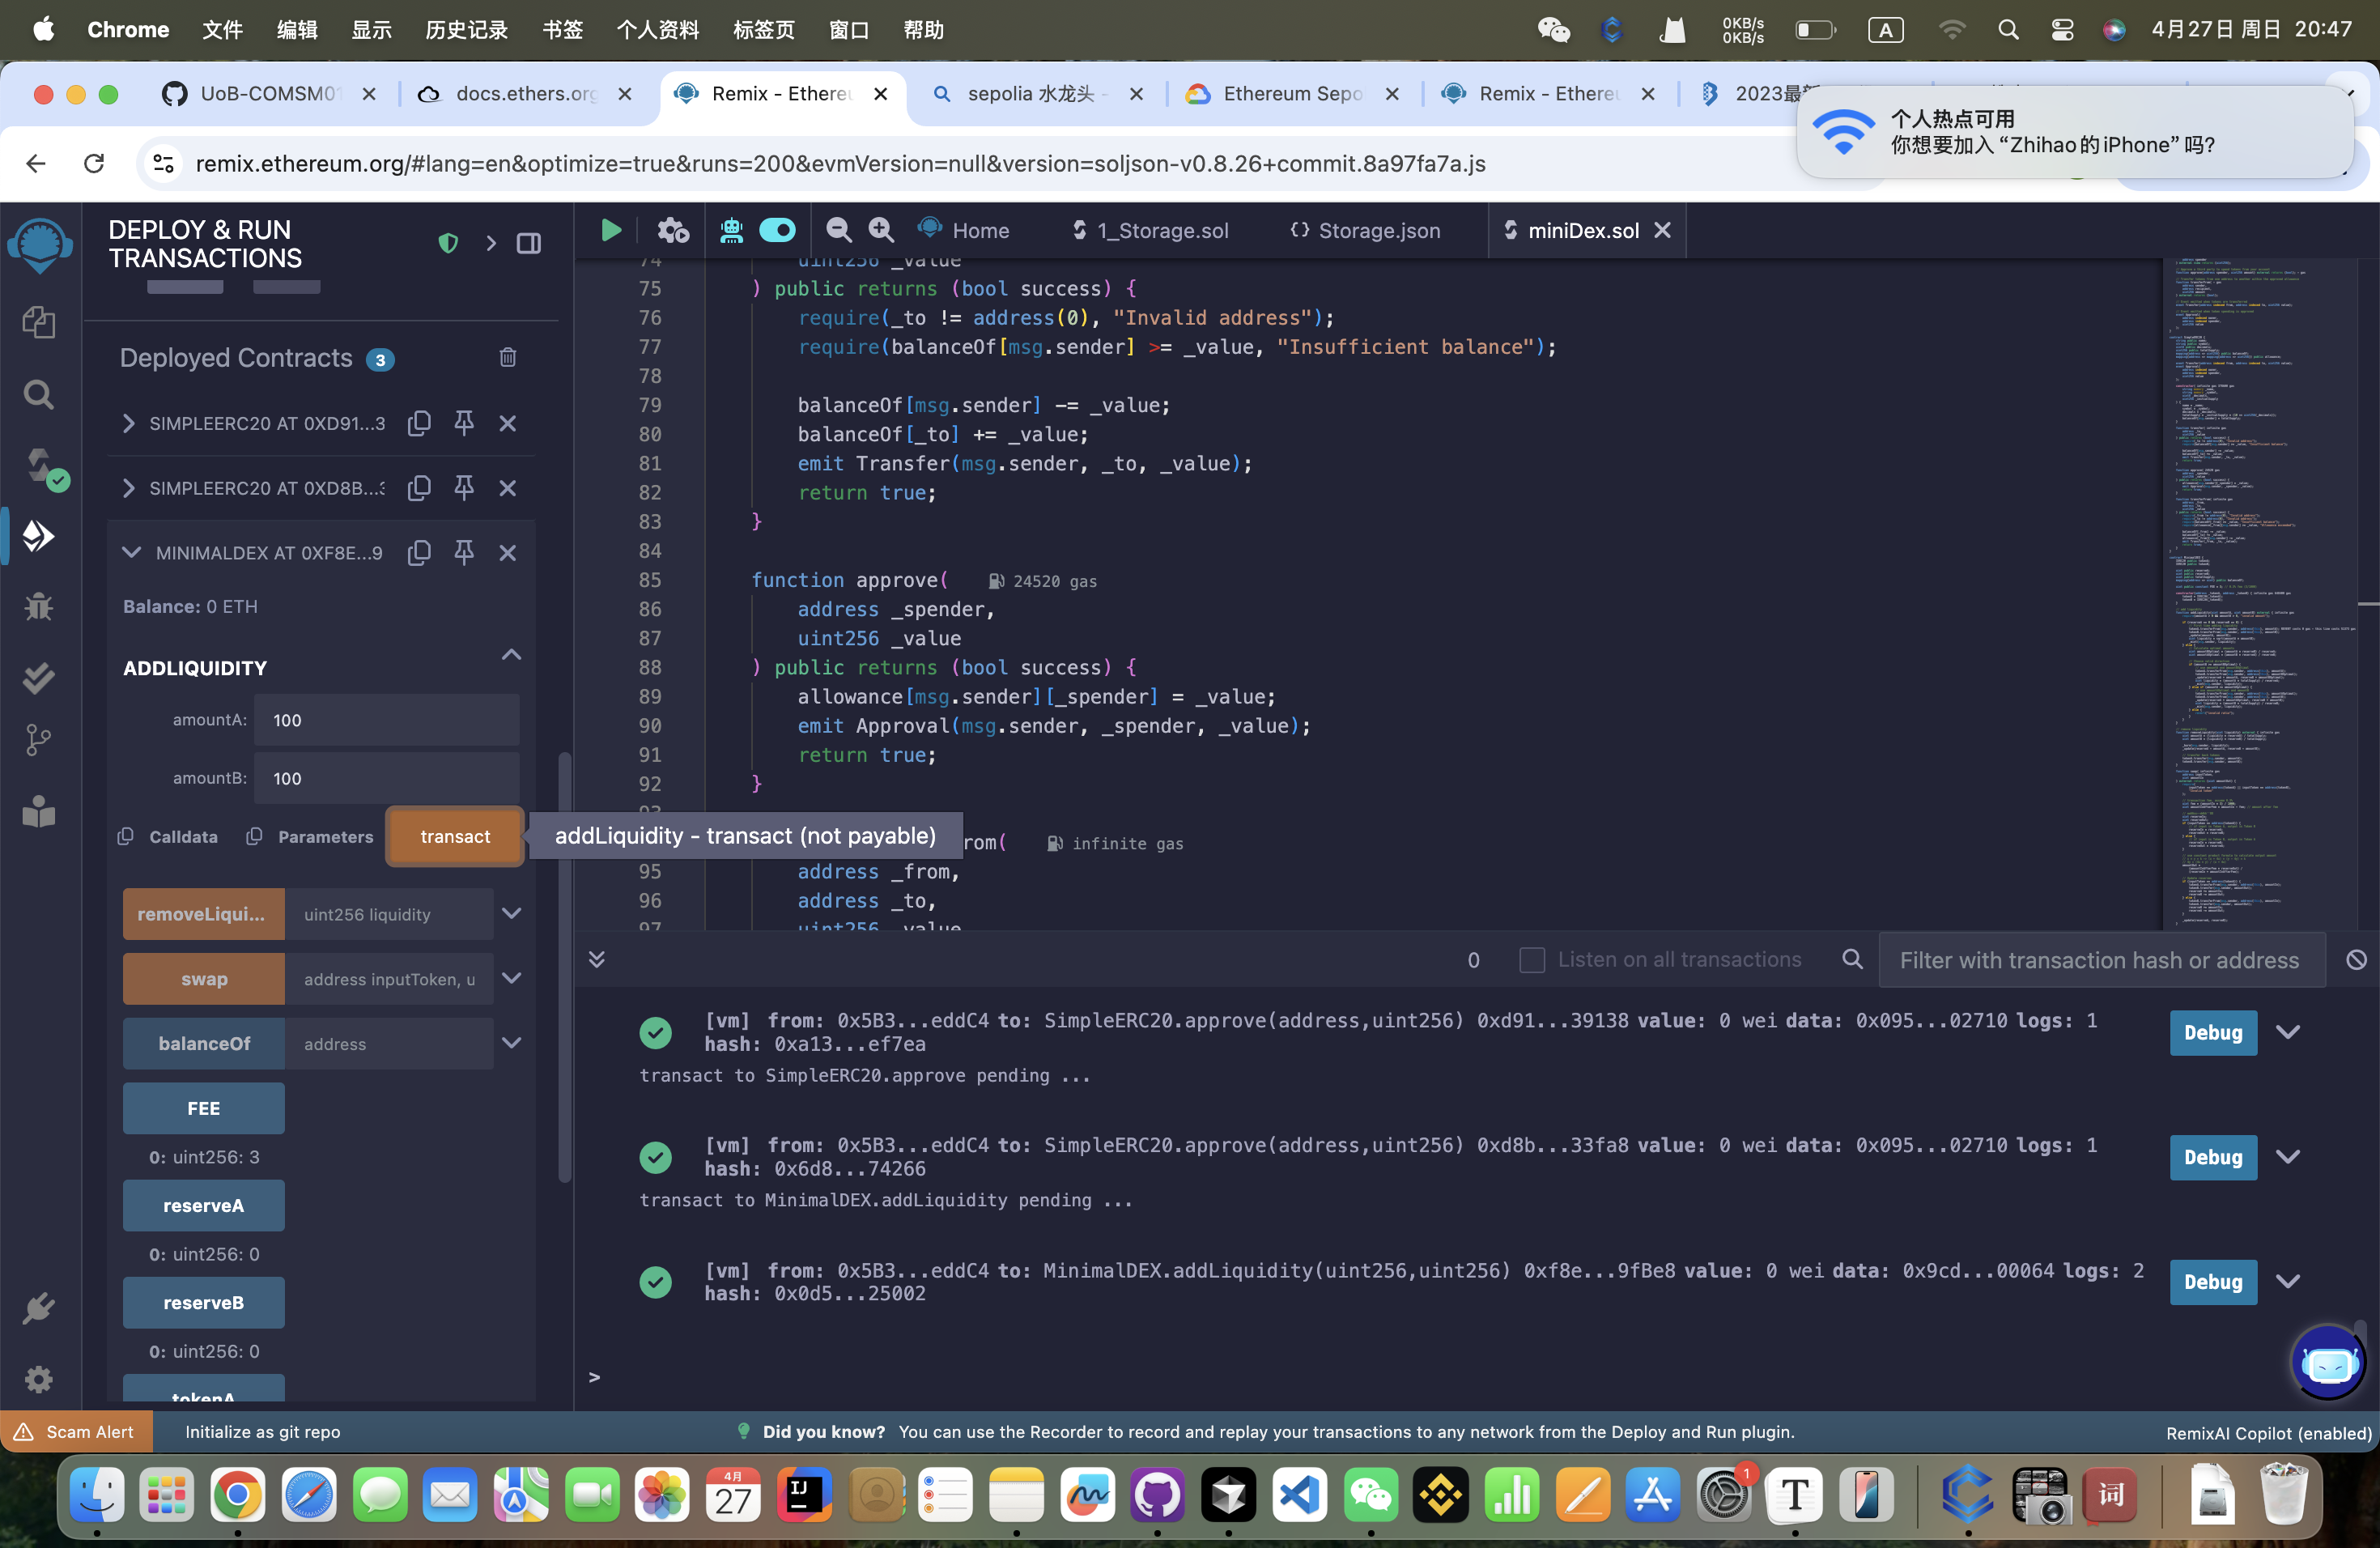 Chrome 文件 编辑 显示 历史记录 书签 个人资料 标签页 窗口 帮助
0KB/s
0KB/s
A
4月27日 周日 20:47
UoB-COMSM01
docs.ethers.org
Remix - Ethereu
sepolia 水龙头 -
Ethereum Sepo
Remix - Ethereu
2023最
个人热点可用
你想要加入 “Zhihao的iPhone” 吗?
remix.ethereum.org/#lang=en&optimize=true&runs=200&evmVersion=null&version=soljson-v0.8.26+commit.8a97fa7a.js
DEPLOY & RUN
TRANSACTIONS
Home
1_Storage.sol
Storage.json
miniDex.sol
Deployed Contracts 3
SIMPLEERC20 AT 0XD91...3
SIMPLEERC20 AT 0XD8B...3
MINIMALDEX AT 0XF8E...9
Balance: 0 ETH
ADDLIQUIDITY
amountA: 100
amountB: 100
Calldata Parameters transact
addLiquidity - transact (not payable)
removeLiqui... uint256 liquidity
swap address inputToken, u
balanceOf address
FEE
0: uint256: 3
reserveA
0: uint256: 0
reserveB
0: uint256: 0
tokenA
74 uint256 _value
75 ) public returns (bool success) {
76 require(_to != address(0), "Invalid address");
77 require(balanceOf[msg.sender] >= _value, "Insufficient balance");
78
79 balanceOf[msg.sender] -= _value;
80 balanceOf[_to] += _value;
81 emit Transfer(msg.sender, _to, _value);
82 return true;
83 }
84
85 function approve( 24520 gas
86 address _spender,
87 uint256 _value
88 ) public returns (bool success) {
89 allowance[msg.sender][_spender] = _value;
90 emit Approval(msg.sender, _spender, _value);
91 return true;
92 }
93
rom( infinite gas
95 address _from,
96 address _to,
97 uint256 _value
0 Listen on all transactions Filter with transaction hash or address
[vm] from: 0x5B3...eddC4 to: SimpleERC20.approve(address,uint256) 0xd91...39138 value: 0 wei data: 0x095...02710 logs: 1
hash: 0xa13...ef7ea
Debug
transact to SimpleERC20.approve pending ...
[vm] from: 0x5B3...eddC4 to: SimpleERC20.approve(address,uint256) 0xd8b...33fa8 value: 0 wei data: 0x095...02710 logs: 1
hash: 0x6d8...74266
Debug
transact to MinimalDEX.addLiquidity pending ...
[vm] from: 0x5B3...eddC4 to: MinimalDEX.addLiquidity(uint256,uint256) 0xf8e...9fBe8 value: 0 wei data: 0x9cd...00064 logs: 2
hash: 0x0d5...25002
Debug
>
Scam Alert
Initialize as git repo
Did you know? You can use the Recorder to record and replay your transactions to any network from the Deploy and Run plugin.
RemixAI Copilot (enabled)
4月
27
IJ
1
T
词